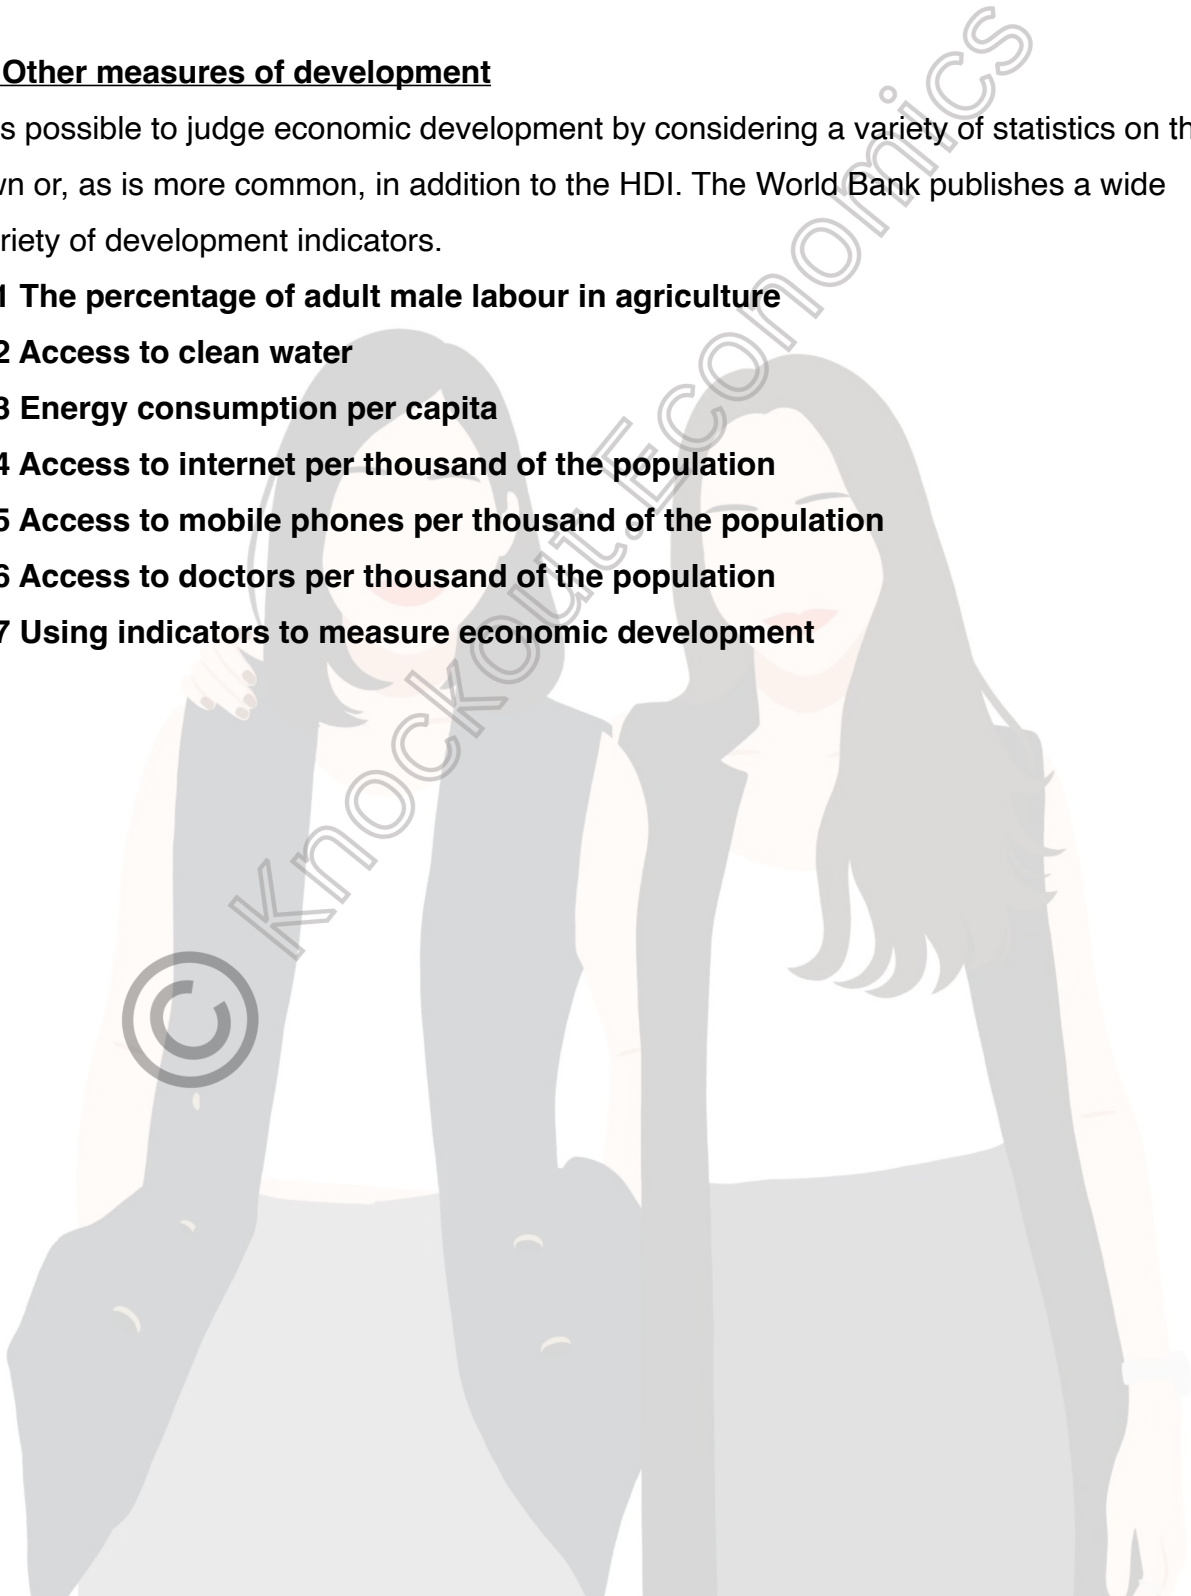 Other measures of development
s possible to judge economic development by considering a variety of statistics on th
wn or, as is more common, in addition to the HDI. The World Bank publishes a wide
riety of development indicators.
1 The percentage of adult male labour in agriculture
2 Access to clean water
3 Energy consumption per capita
4 Access to internet per thousand of the population
5 Access to mobile phones per thousand of the population
6 Access to doctors per thousand of the population
7 Using indicators to measure economic development
© Knockout.Economics